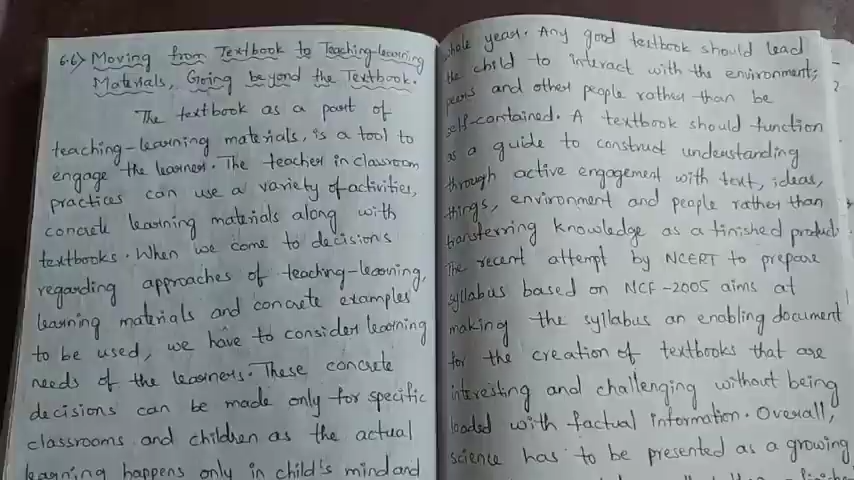 6.6) Moving from Textbook to Teaching-learning
Materials, Going beyond the Textbook.
The textbook as a part of
teaching-learning materials, is a tool to
engage the learner. The teacher in classroom
practices can use a variety of activities,
concrete learning materials along with
textbooks. When we come to decisions
regarding approaches of teaching-learning,
learning materials and concrete examples
to be used, we have to consider learning
needs of the learners. These concrete
decisions can be made only for specific
classrooms and children as the actual
learning happens only in child's mind and
whole year. Any good textbook should lead
the child to interact with the environment,
peers and other people rather than be
self-contained. A textbook should function
as a guide to construct understanding
through active engagement with text, ideas,
things, environment and people rather than
transferring knowledge as a finished product.
The recent attempt by NCERT to prepare
syllabus based on NCF-2005 aims at
making the syllabus an enabling document
for the creation of textbooks that are
interesting and challenging without being
loaded with factual information. Overall,
science has to be presented as a growing